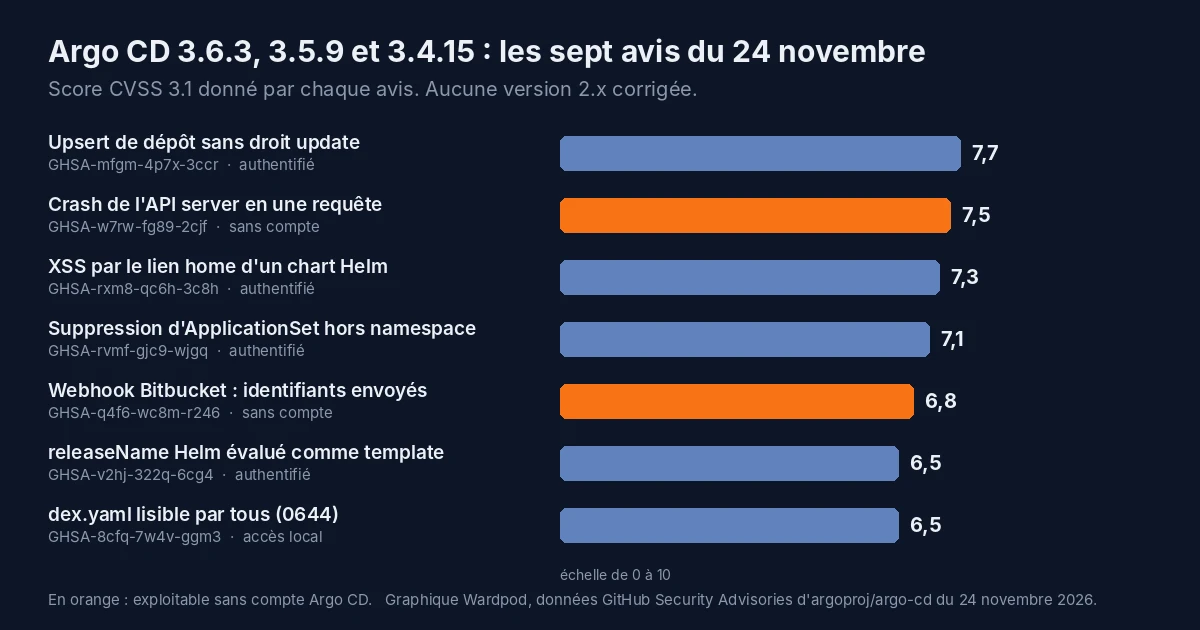 Argo CD 3.6.3, 3.5.9 et 3.4.15 : les sept avis du 24 novembre
Score CVSS 3.1 donné par chaque avis. Aucune version 2.x corrigée.
Upsert de dépôt sans droit update
GHSA-mfgm-4p7x-3ccr · authentifié
7,7
Crash de l'API server en une requête
GHSA-w7rw-fg89-2cjf · sans compte
7,5
XSS par le lien home d'un chart Helm
GHSA-rxm8-qc6h-3c8h · authentifié
7,3
Suppression d'ApplicationSet hors namespace
GHSA-rvmf-gjc9-wjgq · authentifié
7,1
Webhook Bitbucket : identifiants envoyés
GHSA-q4f6-wc8m-r246 · sans compte
6,8
releaseName Helm évalué comme template
GHSA-v2hj-322q-6cg4 · authentifié
6,5
dex.yaml lisible par tous (0644)
GHSA-8cfq-7w4v-ggm3 · accès local
6,5
échelle de 0 à 10
En orange : exploitable sans compte Argo CD. Graphique Wardpod, données GitHub Security Advisories d'argoproj/argo-cd du 24 novembre 2026.